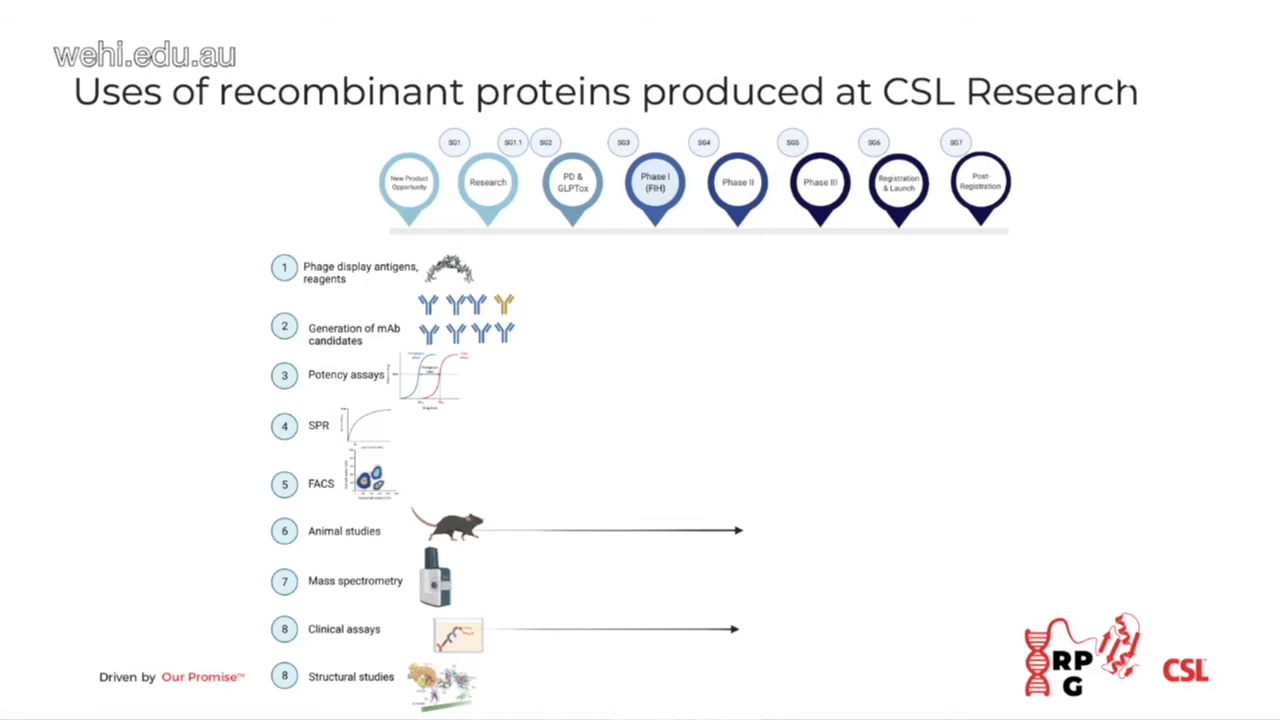 wehi.edu.au
Uses of recombinant proteins produced at CSL Research
SG1
SG1.1
SG2
SG3
SG4
SG5
SG6
SG7
New Product
Opportunity
Research
PD &
GLPTox
Phase I
(FIH)
Phase II
Phase III
Registration
& Launch
Post-
Registration
1
Phage display antigens,
reagents
2
Generation of mAb
candidates
3
Potency assays
4
SPR
5
FACS
6
Animal studies
7
Mass spectrometry
8
Clinical assays
8
Structural studies
Driven by Our Promise™
RP
G
CSL